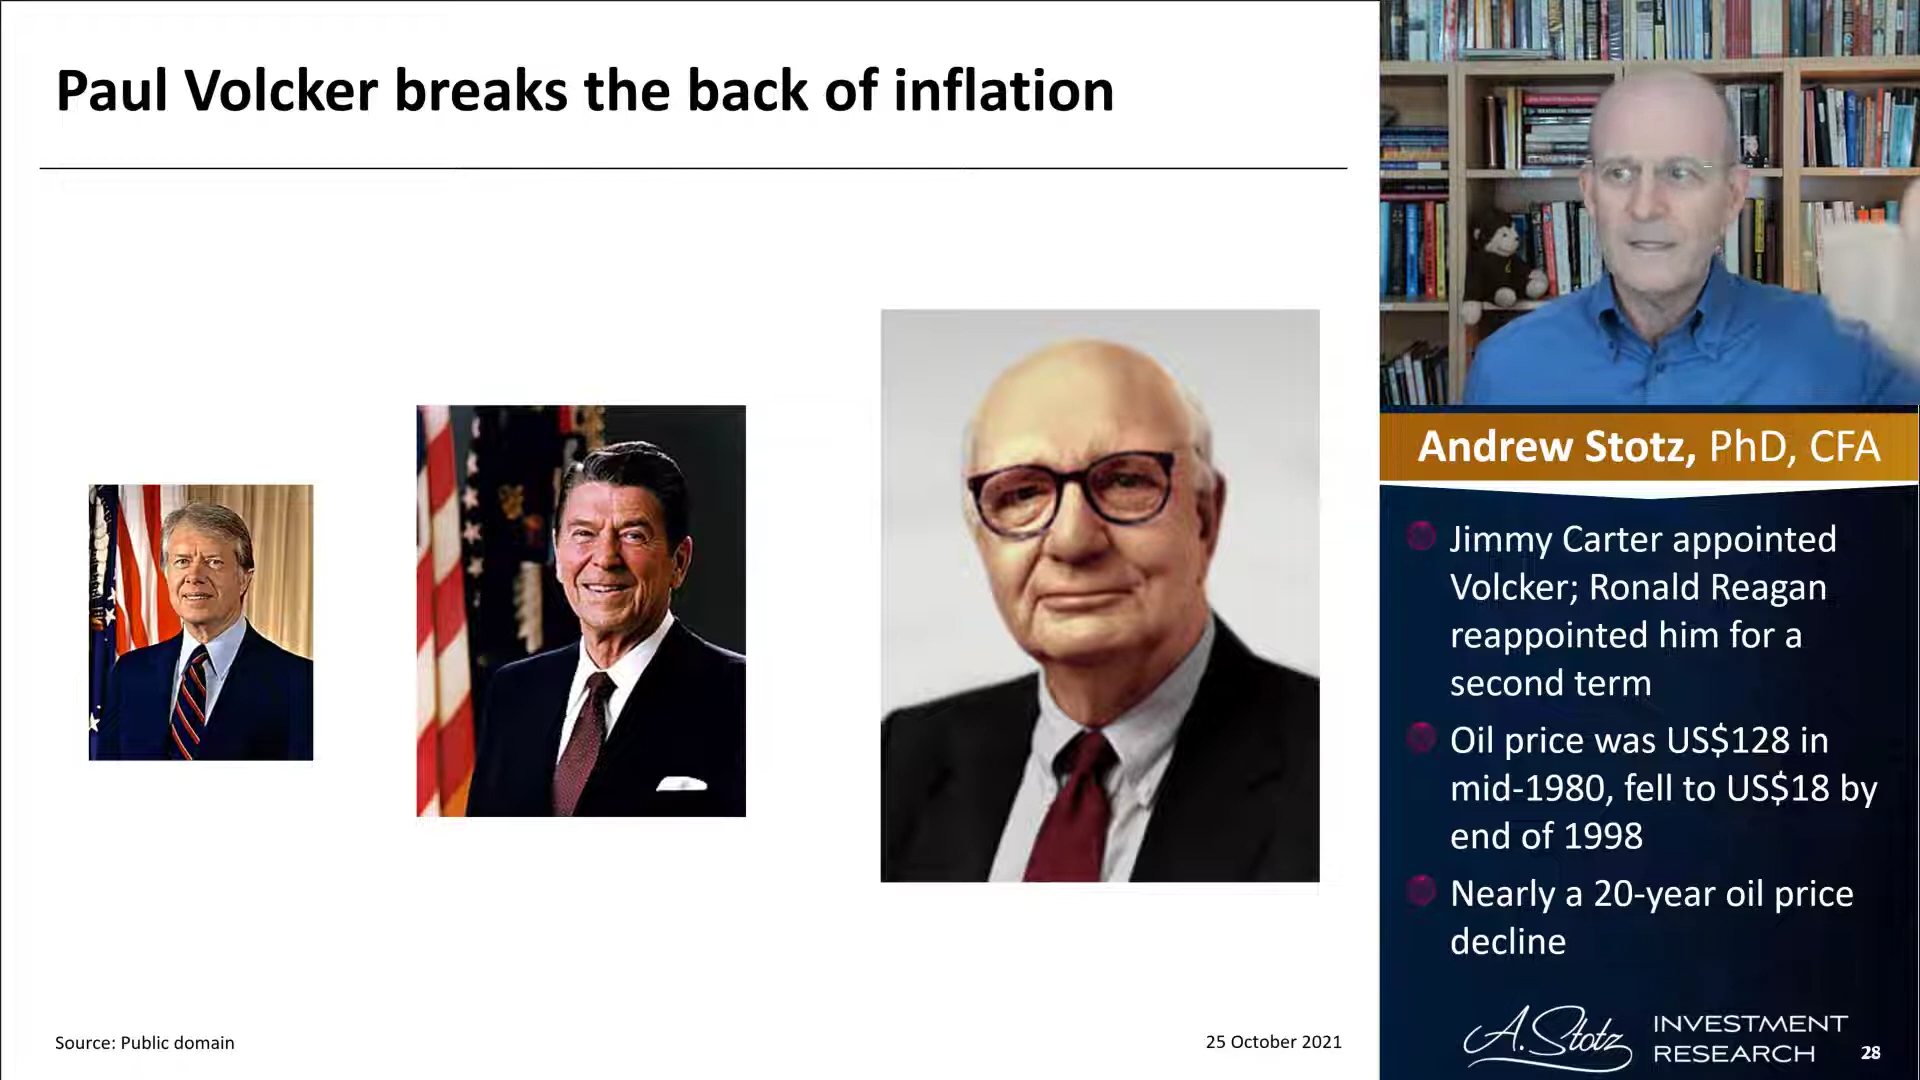 Paul Volcker breaks the back of inflation
Andrew Stotz, PhD, CFA
Jimmy Carter appointed
Volcker; Ronald Reagan
reappointed him for a
second term
Oil price was US$128 in
mid-1980, fell to US$18 by
end of 1998
Nearly a 20-year oil price
decline
Source: Public domain
25 October 2021
A. Stotz
INVESTMENT
RESEARCH
28